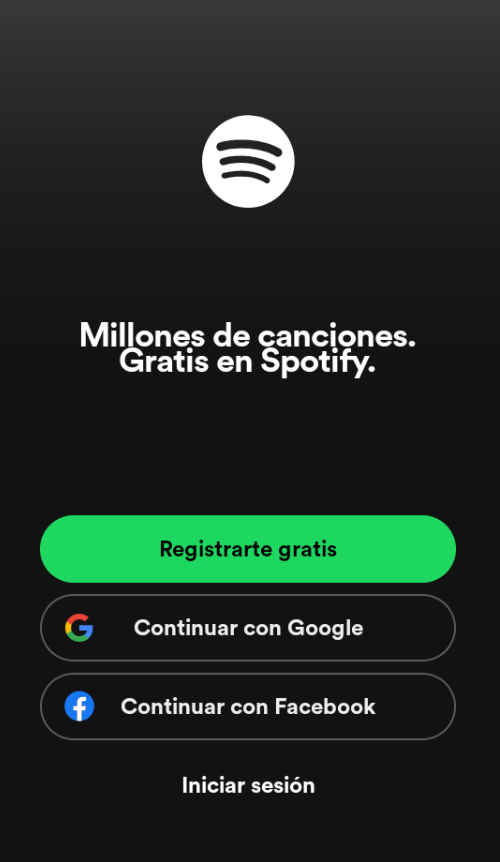 Millones de canciones.
Gratis en Spotify.
Registrarte gratis
Continuar con Google
Continuar con Facebook
Iniciar sesión